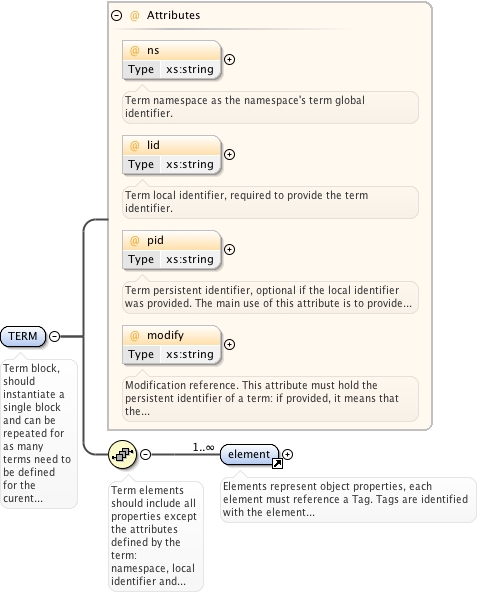 @ Attributes
@ ns
Type xs:string
Term namespace as the namespace's term global
identifier.
@ lid
Type xs:string
Term local identifier, required to provide the term
identifier.
@ pid
Type xs:string
Term persistent identifier, optional if the local identifier
was provided. The main use of this attribute is to provide...
@ modify
Type xs:string
Modification reference. This attribute must hold the
persistent identifier of a term: if provided, it means that
the...
TERM
Term block,
should
instantiate a
single block
and can be
repeated for
as many
terms need to
be defined
for the
curent...
1..∞
element
Elements represent object properties, each
element must reference a Tag. Tags are identified
with the element...
Term elements
should include all
properties except
the attributes
defined by the
term:
namespace, local
identifier and...